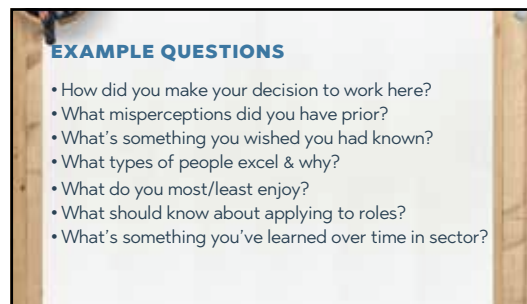 EXAMPLE QUESTIONS
• How did you make your decision to work here?
• What misperceptions did you have prior?
• What's something you wished you had known?
• What types of people excel & why?
• What do you most/least enjoy?
• What should know about applying to roles?
• What's something you've learned over time in sector?